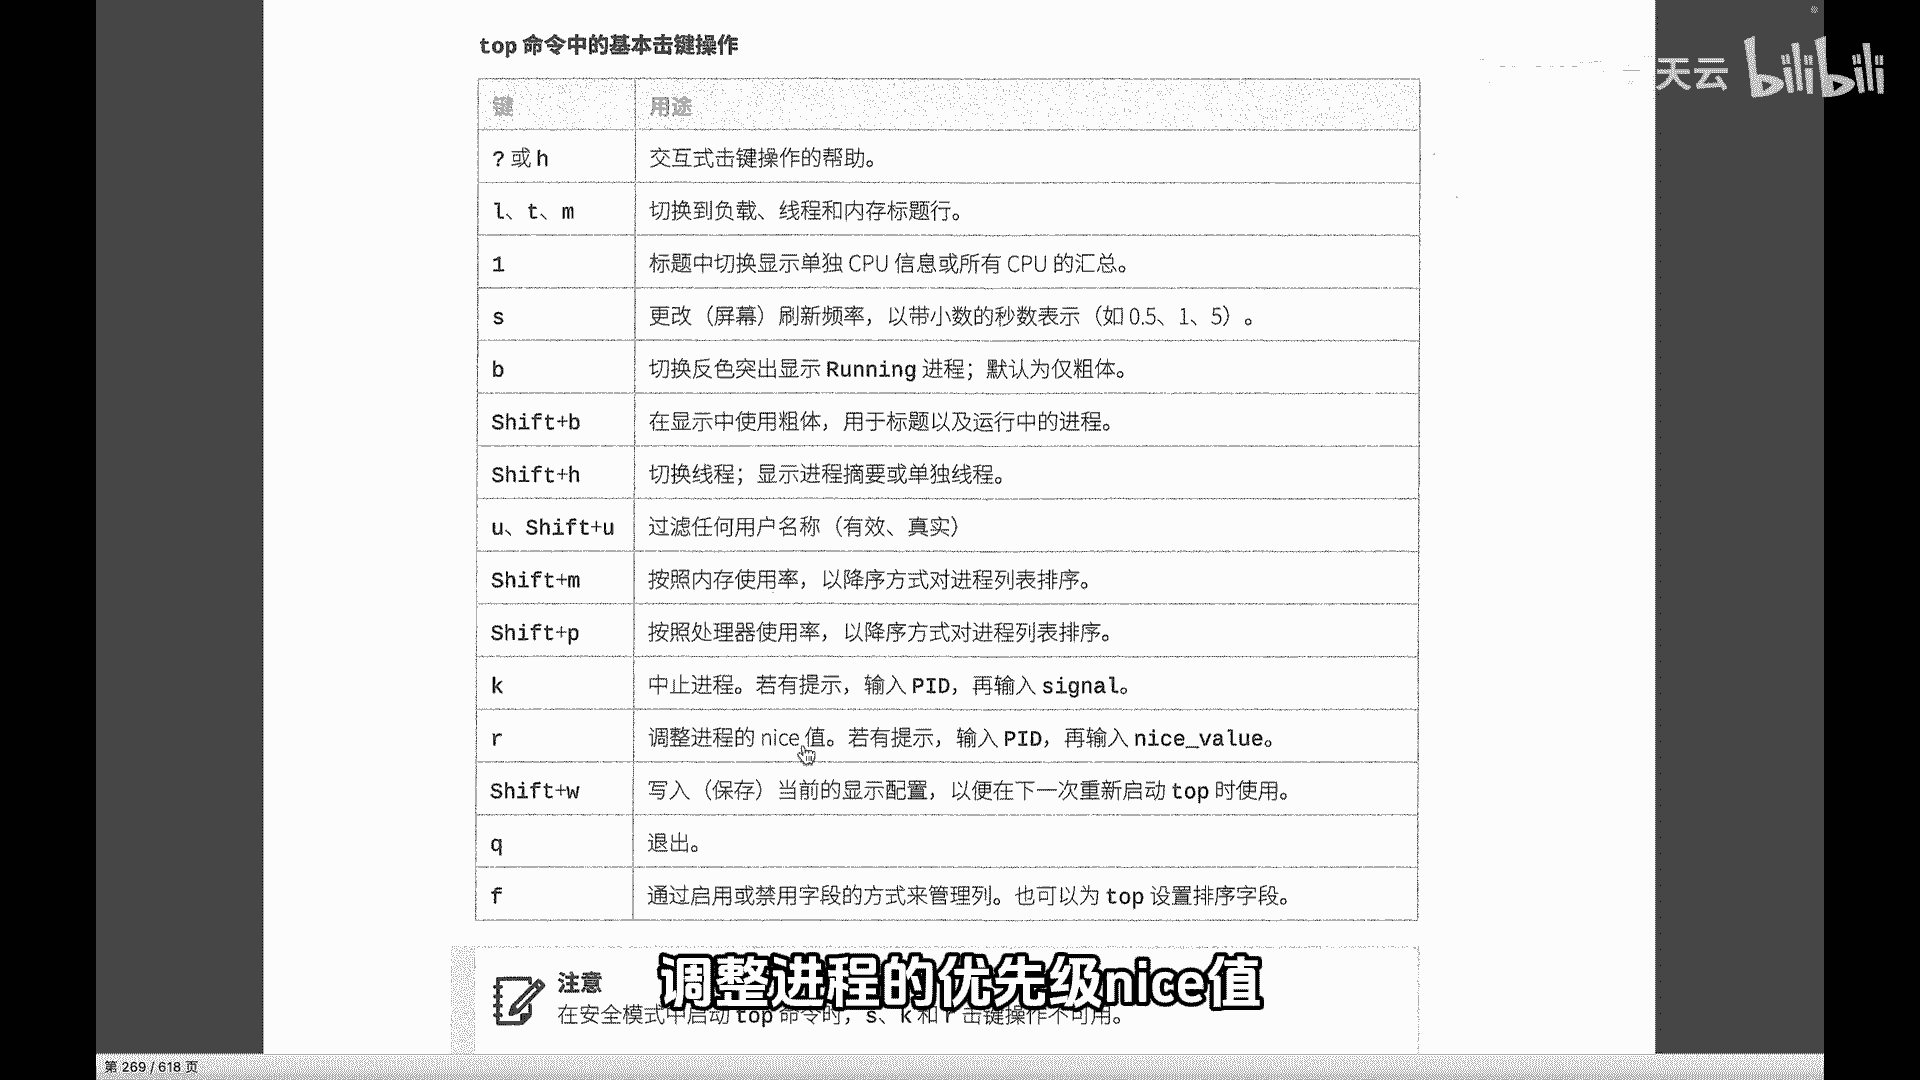 top 命令中的基本击键操作
天云 bilibili
键 用途
? 或 h 交互式击键操作的帮助。
l、t、m 切换到负载、线程和内存标题行。
1 标题中切换显示单独 CPU 信息或所有 CPU 的汇总。
s 更改（屏幕）刷新频率，以带小数的秒数表示（如 0.5、1、5）。
b 切换反色突出显示 Running 进程；默认为仅粗体。
Shift+b 在显示中使用粗体，用于标题以及运行中的进程。
Shift+h 切换线程；显示进程摘要或单独线程。
u、Shift+u 过滤任何用户名称（有效、真实）
Shift+m 按照内存使用率，以降序方式对进程列表排序。
Shift+p 按照处理器使用率，以降序方式对进程列表排序。
k 中止进程。若有提示，输入 PID，再输入 signal。
r 调整进程的 nice 值。若有提示，输入 PID，再输入 nice_value。
Shift+w 写入（保存）当前的显示配置，以便在下一次重新启动 top 时使用。
q 退出。
f 通过启用或禁用字段的方式来管理列。也可以为 top 设置排序字段。
注意
调整进程的优先级nice值
在安全模式中启动 top 命令时，s、k 和 r 击键操作不可用。
第 269 / 618 页